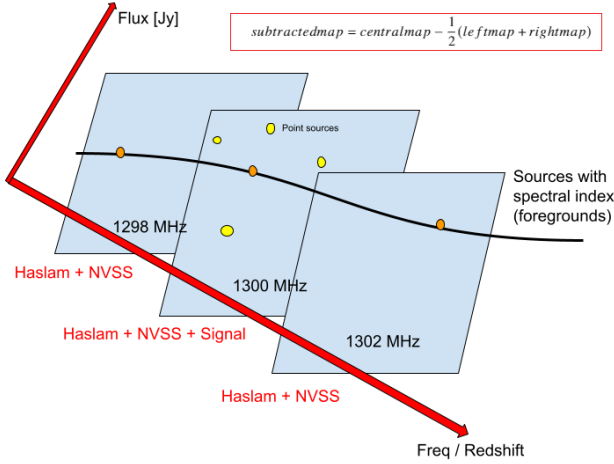 Flux [Jy]
subtractedmap = centralmap − \frac{1}{2}(leftmap + rightmap)
Point sources
Sources with
spectral index
(foregrounds)
1298 MHz
Haslam + NVSS
1300 MHz
Haslam + NVSS + Signal
1302 MHz
Haslam + NVSS
Freq / Redshift